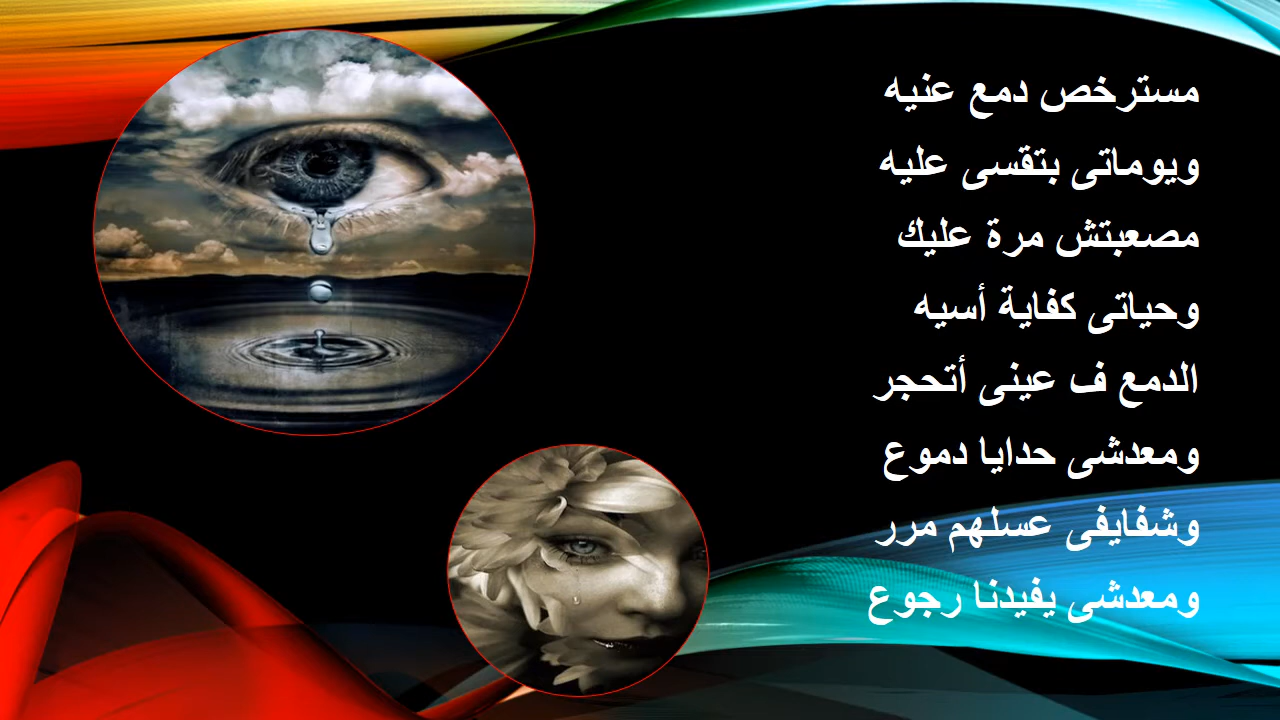 مسترخص دمع عنيه
ويوماتى بتقسى عليه
مصعبتش مرة عليك
وحياتى كفاية أسيه
الدمع ف عينى أتحجر
ومعدشى حدايا دموع
وشفايفى عسلهم مرر
ومعدشى يفيدنا رجوع